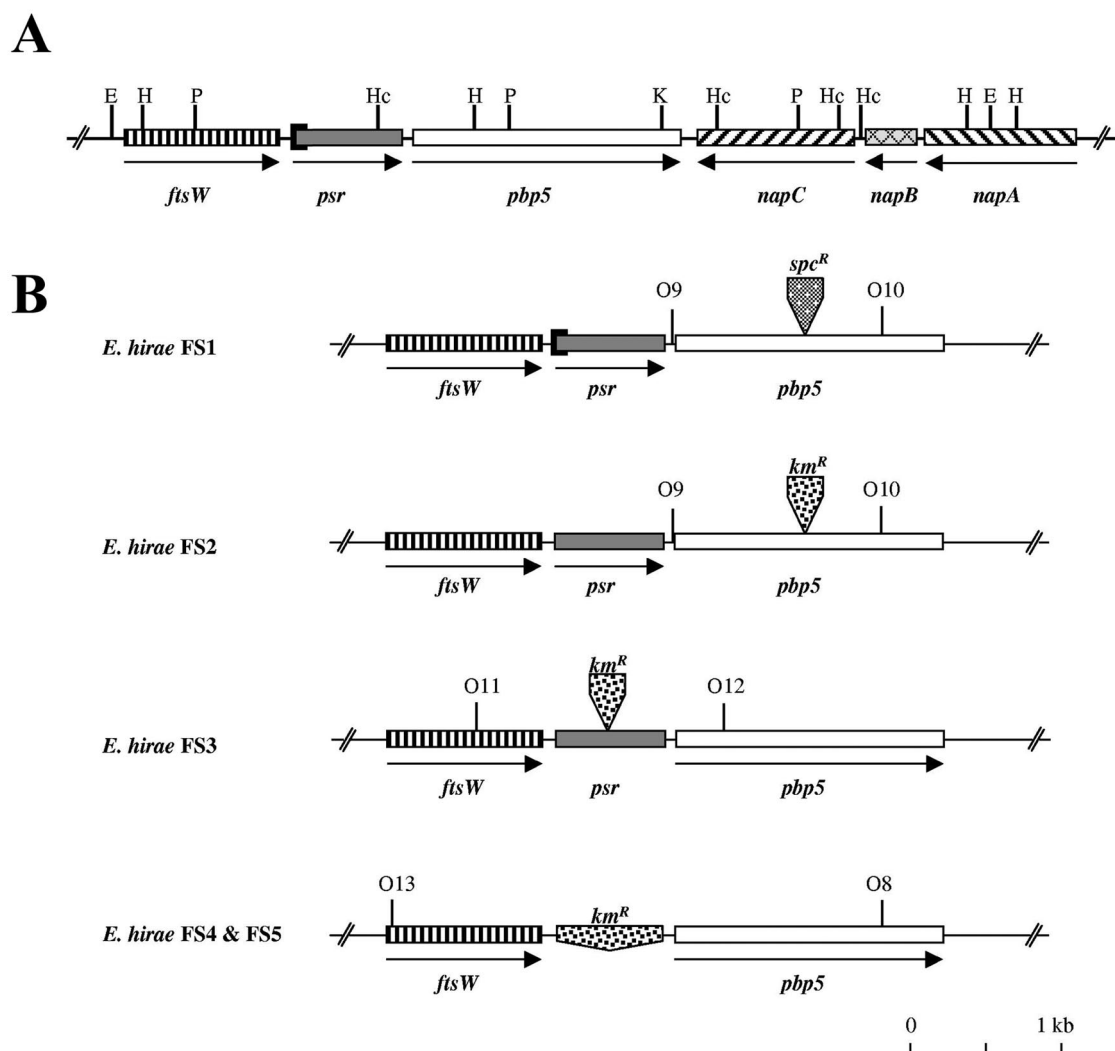 A
E H P Hc H P K Hc P Hc Hc H E H
ftsW psr pbp5 napC napB napA
B
spcR
O9 O10
E. hirae FS1
ftsW psr pbp5
kmR
O9 O10
E. hirae FS2
ftsW psr pbp5
kmR
O11 O12
E. hirae FS3
ftsW psr pbp5
O13 O8
kmR
E. hirae FS4 & FS5
ftsW pbp5
0 1 kb